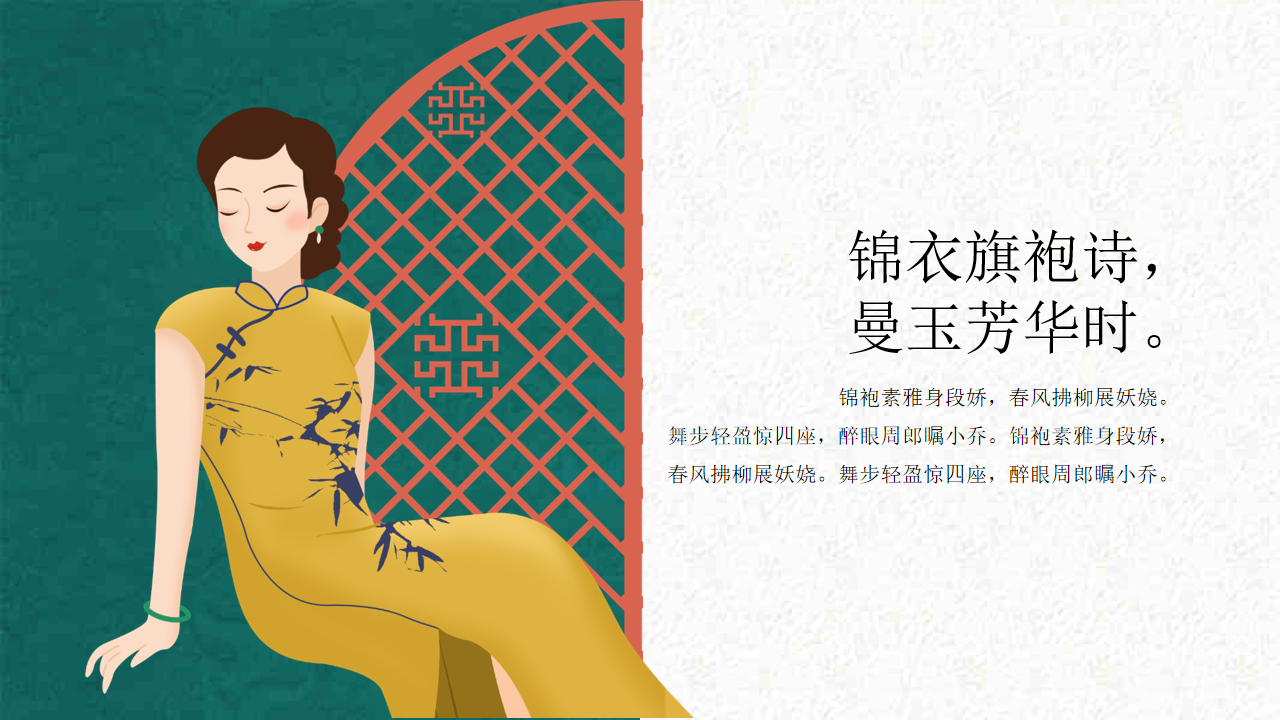 锦衣旗袍诗，
曼玉芳华时。
锦袍素雅身段娇，春风拂柳展妖娆。
舞步轻盈惊四座，醉眼周郎瞩小乔。锦袍素雅身段娇，
春风拂柳展妖娆。舞步轻盈惊四座，醉眼周郎瞩小乔。